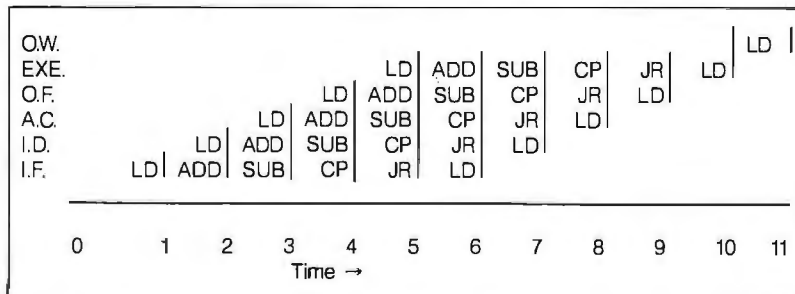 O.W. LD
EXE. LD ADD SUB CP JR LD
O.F. LD ADD SUB CP JR LD
A.C. LD ADD SUB CP JR LD
I.D. LD ADD SUB CP JR LD
I.F. LD ADD SUB CP JR LD
0 1 2 3 4 5 6 7 8 9 10 11
Time →